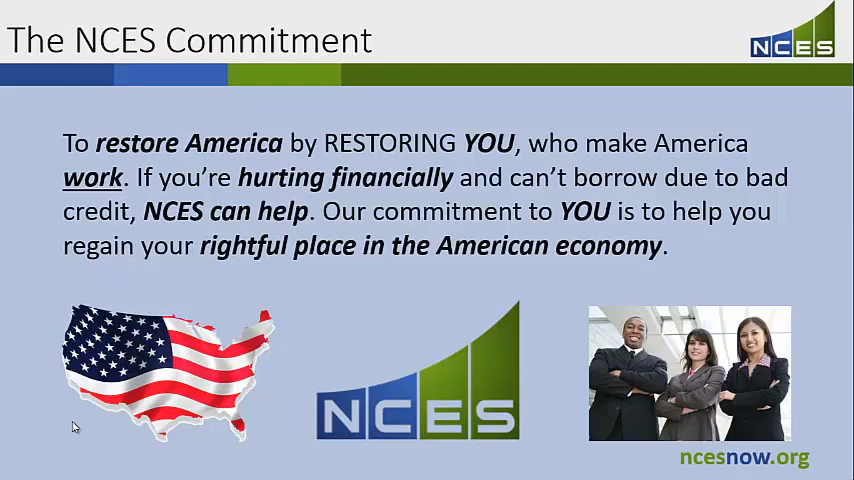 The NCES Commitment
NCES
To restore America by RESTORING YOU, who make America
work. If you’re hurting financially and can’t borrow due to bad
credit, NCES can help. Our commitment to YOU is to help you
regain your rightful place in the American economy.
NCES
ncesnow.org